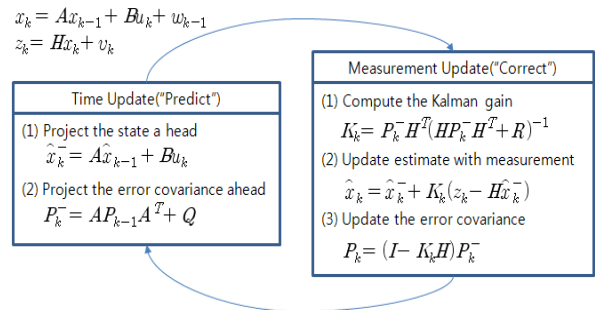 x_k = Ax_{k-1} + Bu_k + w_{k-1}
z_k = Hx_k + v_k
Time Update("Predict")
(1) Project the state a head
x̂_k^- = Ax̂_{k-1} + Bu_k
(2) Project the error covariance ahead
P_k^- = AP_{k-1}A^T + Q
Measurement Update("Correct")
(1) Compute the Kalman gain
K_k = P_k^- H^T(HP_k^- H^T + R)^{-1}
(2) Update estimate with measurement
x̂_k = x̂_k^- + K_k(z_k - Hx̂_k^-)
(3) Update the error covariance
P_k = (I - K_kH)P_k^-